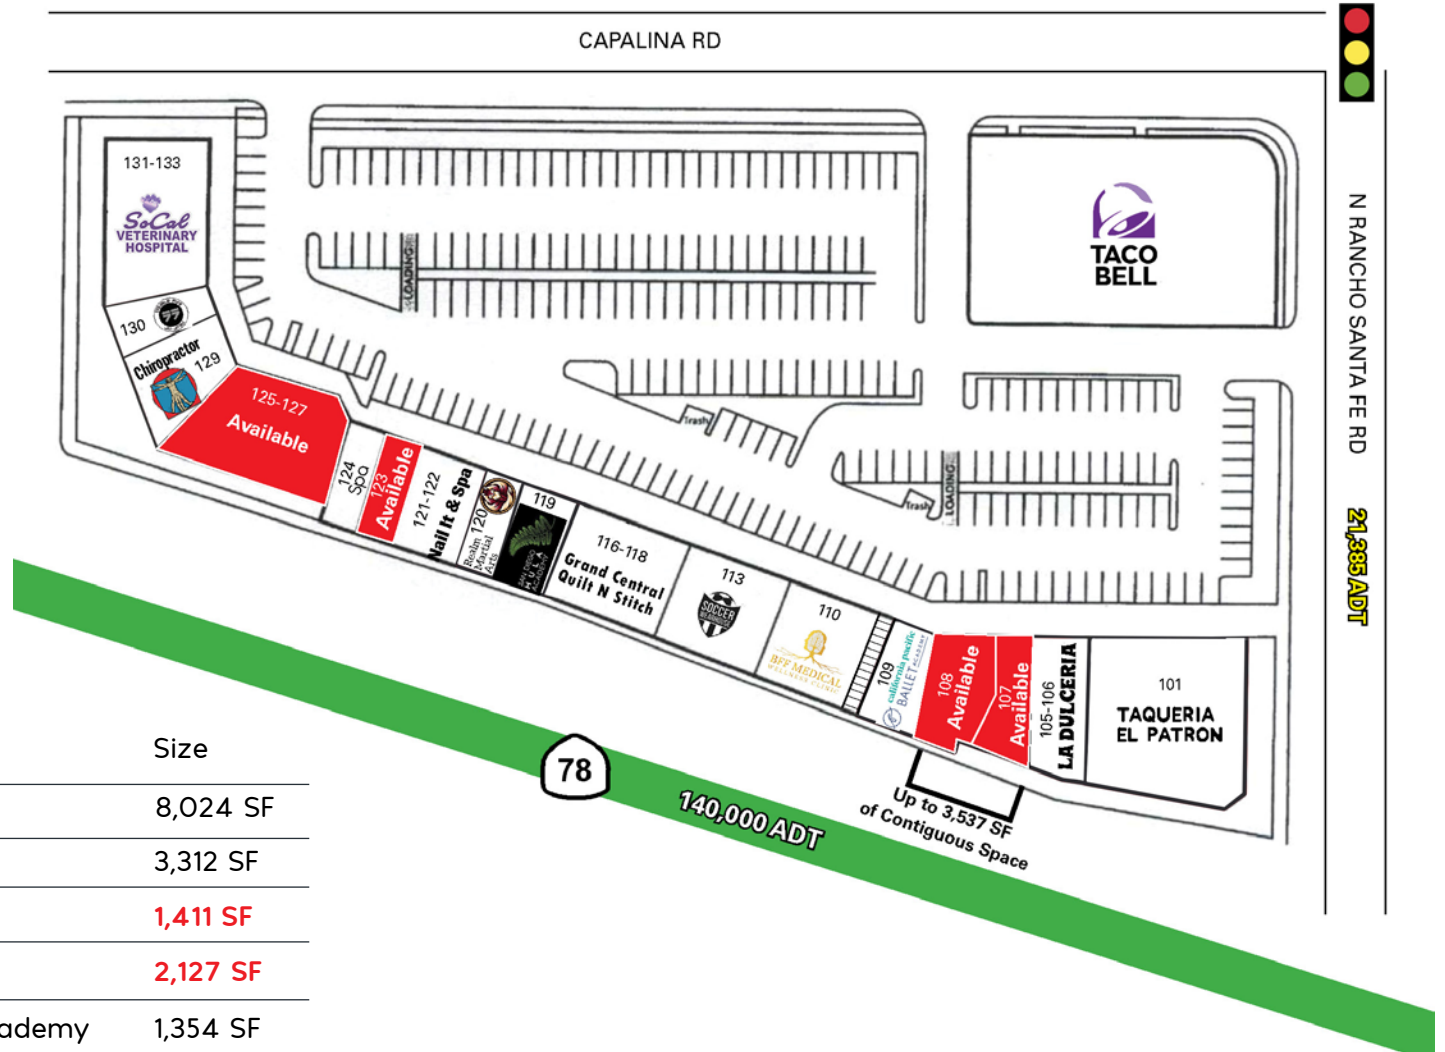 CAPALINA RD
N RANCHO SANTA FE RD
21,385 ADT
131-133
SoCal
VETERINARY
HOSPITAL
130
Chiropractor
129
125-127
Available
124
Spa
123
Available
121-122
Nail It & Spa
120
Realm
Martial
Arts
119
HULA
116-118
Grand Central
Quilt N Stitch
113
SOCCER
110
BFF MEDICAL
WELLNESS CLINIC
109
california pacific
BALLET ACADEMY
108
Available
107
Available
105-106
LA DULCERIA
101
TAQUERIA
EL PATRON
TACO
BELL
LOADING
Trash
Trash
LOADING
78
140,000 ADT
Up to 3,537 SF
of Contiguous Space
Size
8,024 SF
3,312 SF
1,411 SF
2,127 SF
ademy 1,354 SF